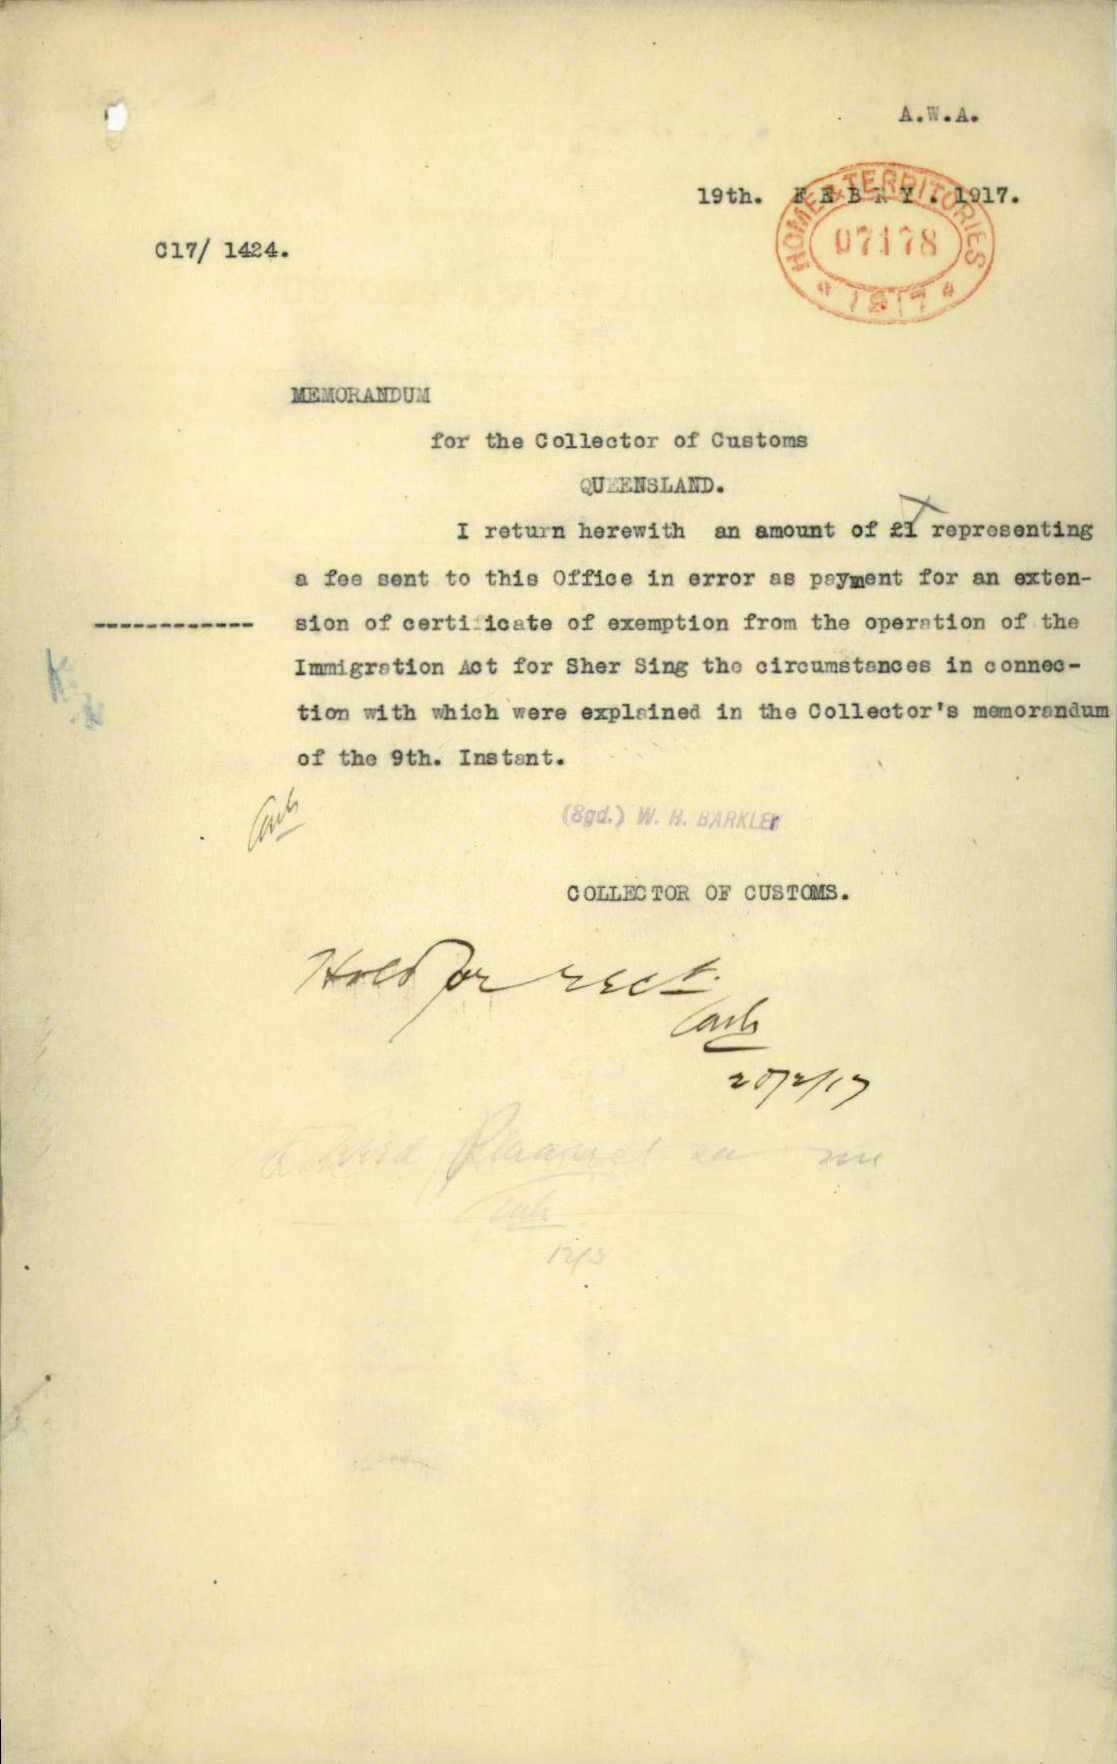 A.W.A.
19th. FEBRY. 1917.
HOME & TERRITORIES
07178
1917
C17/ 1424.
MEMORANDUM
for the Collector of Customs
QUEENSLAND.
I return herewith an amount of £1 representing
a fee sent to this Office in error as payment for an exten-
sion of certificate of exemption from the operation of the
Immigration Act for Sher Sing the circumstances in connec-
tion with which were explained in the Collector's memorandum
of the 9th. Instant.
(Sgd.) W. H. BARKLEY
COLLECTOR OF CUSTOMS.
Hold for rect.
20/2/17